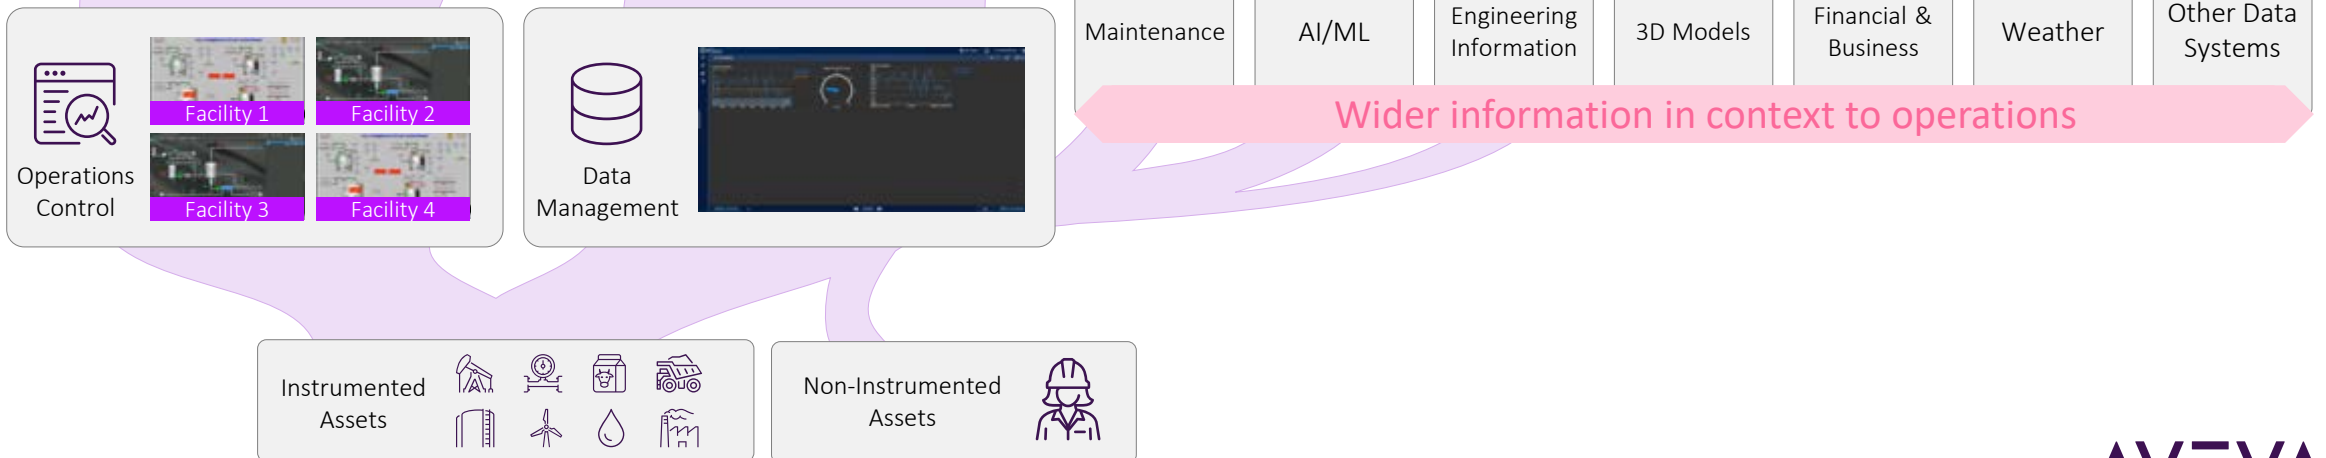 Operations
Control
Facility 1
Facility 2
Facility 3
Facility 4
Data
Management
Maintenance
AI/ML
Engineering
Information
3D Models
Financial &
Business
Weather
Other Data
Systems
Wider information in context to operations
Instrumented
Assets
Non-Instrumented
Assets
AVEVA